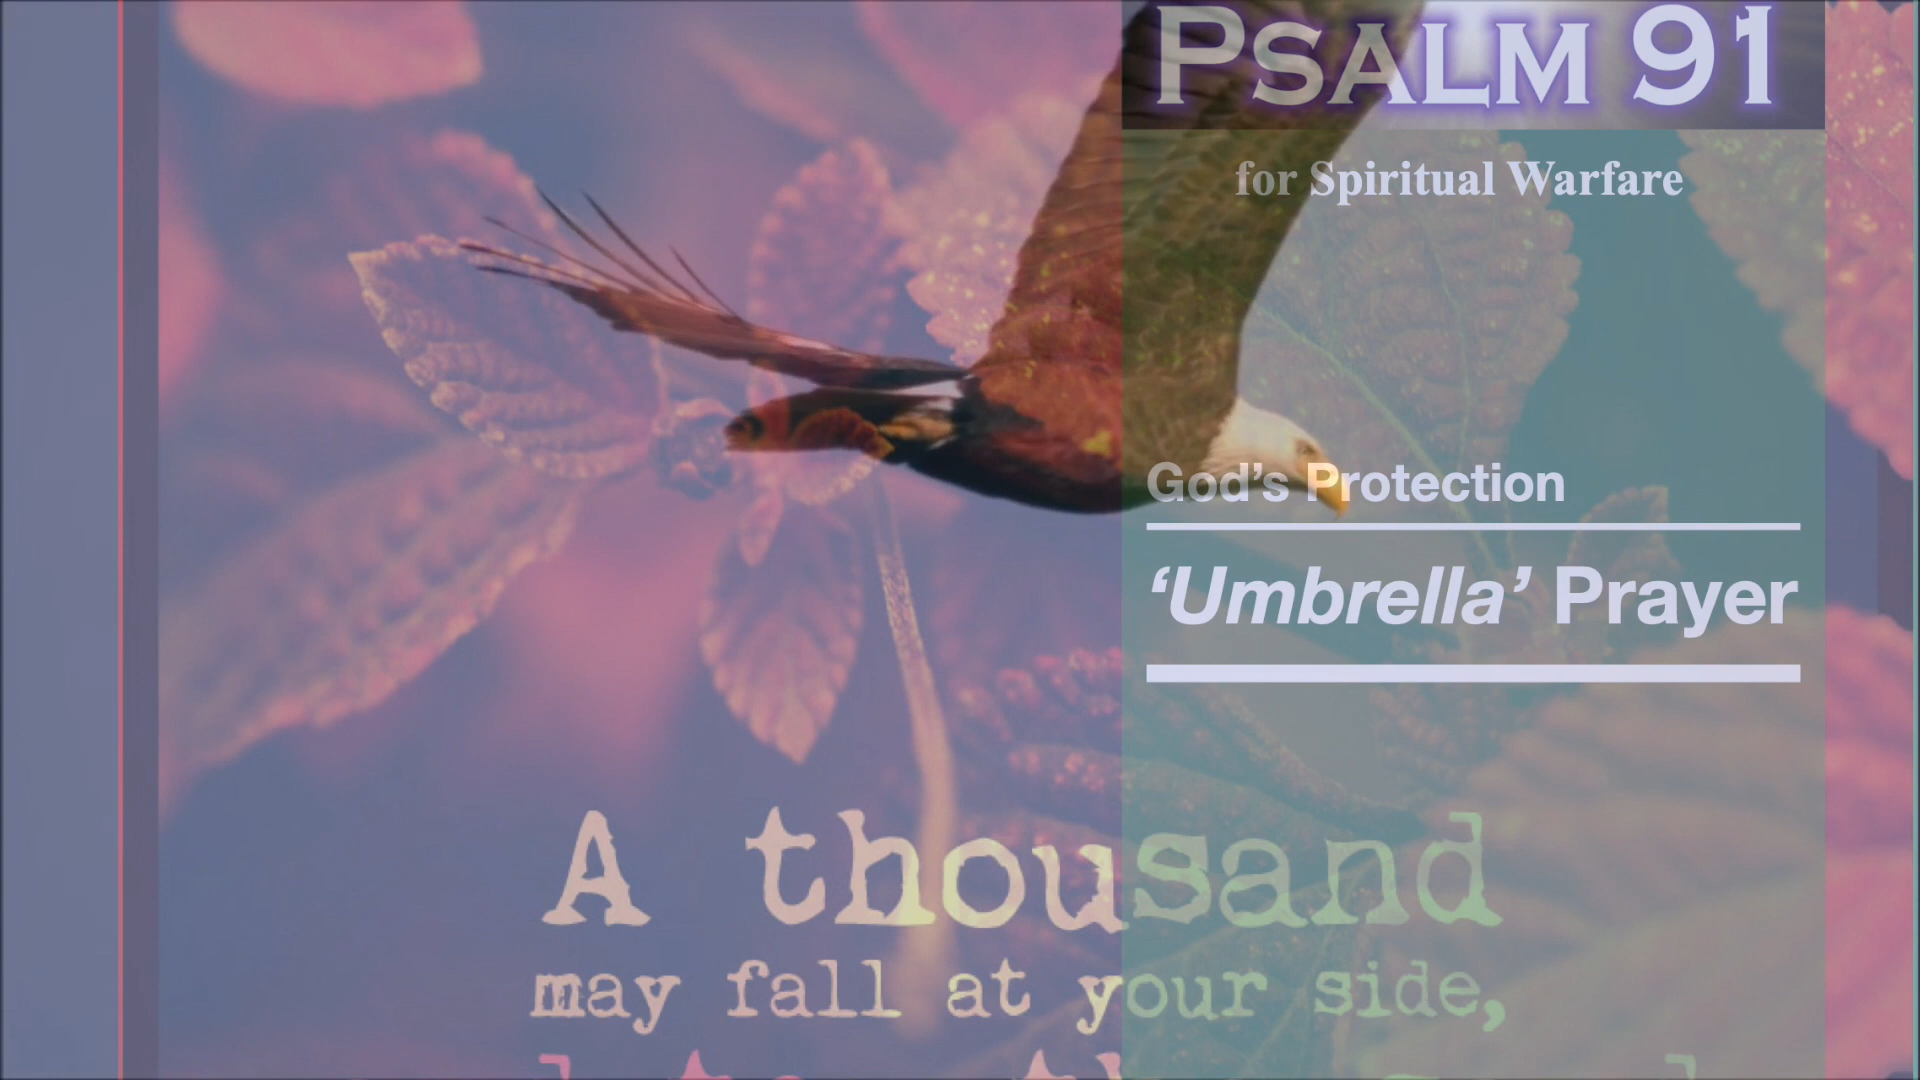 PSALM 91
for Spiritual Warfare
God’s Protection
‘Umbrella’ Prayer
A thousand
may fall at your side,